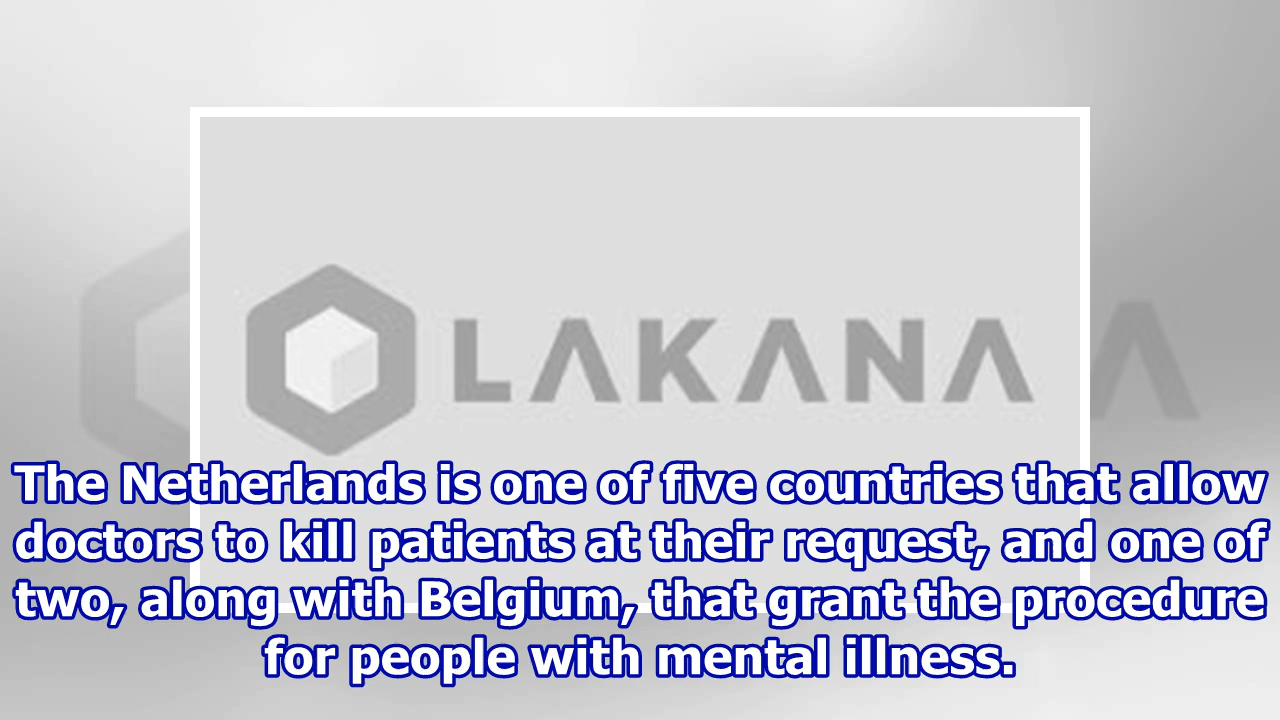 LAKANA
The Netherlands is one of five countries that allow
doctors to kill patients at their request, and one of
two, along with Belgium, that grant the procedure
for people with mental illness.